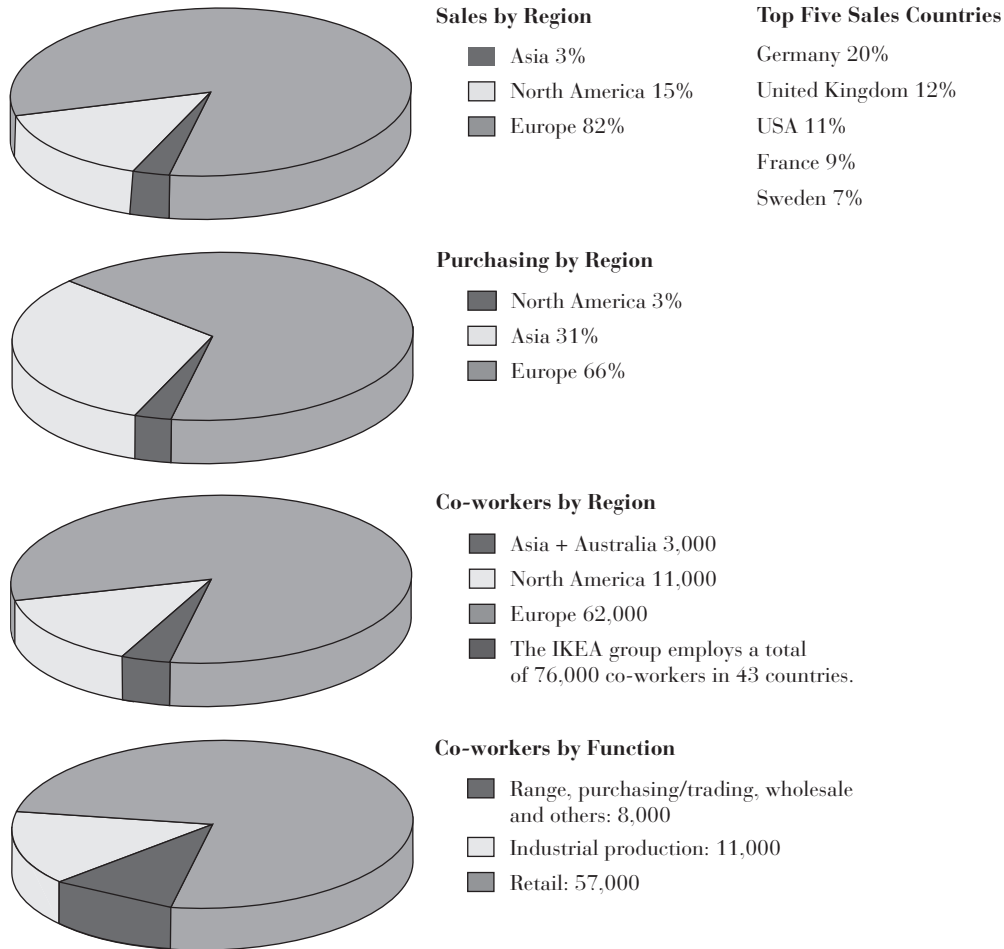 Sales by Region
Asia 3%
North America 15%
Europe 82%
Top Five Sales Countries
Germany 20%
United Kingdom 12%
USA 11%
France 9%
Sweden 7%
Purchasing by Region
North America 3%
Asia 31%
Europe 66%
Co-workers by Region
Asia + Australia 3,000
North America 11,000
Europe 62,000
The IKEA group employs a total
of 76,000 co-workers in 43 countries.
Co-workers by Function
Range, purchasing/trading, wholesale
and others: 8,000
Industrial production: 11,000
Retail: 57,000